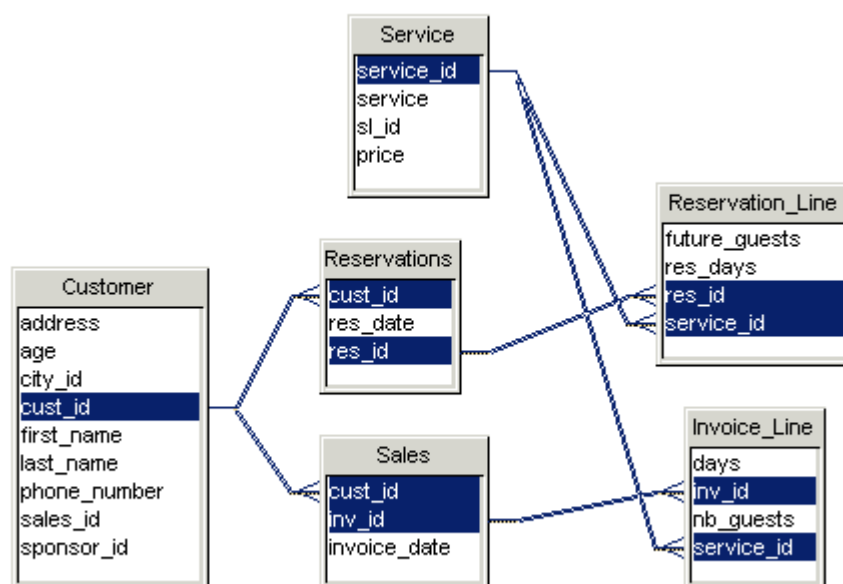 Service
service_id
service
sl_id
price
Reservation_Line
future_guests
res_days
res_id
service_id
Reservations
cust_id
res_date
res_id
Customer
address
age
city_id
cust_id
first_name
last_name
phone_number
sales_id
sponsor_id
Sales
cust_id
inv_id
invoice_date
Invoice_Line
days
inv_id
nb_guests
service_id